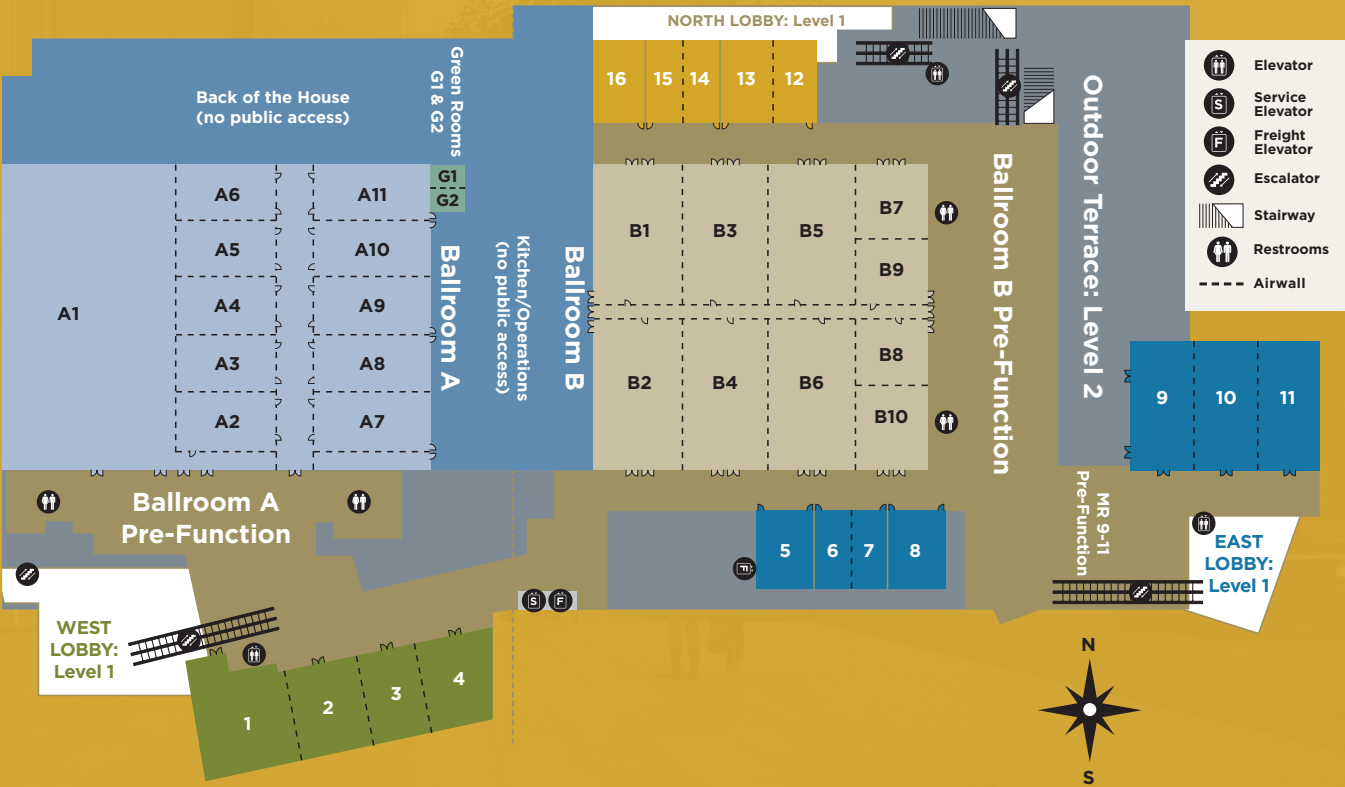 NORTH LOBBY: Level 1
16
15
14
13
12
Back of the House
(no public access)
Green Rooms
G1 & G2
G1
G2
A1
A6
A5
A4
A3
A2
A11
A10
A9
A8
A7
Ballroom A
Kitchen/Operations
(no public access)
Ballroom B
B1
B3
B5
B7
B9
B2
B4
B6
B8
B10
Ballroom B Pre-Function
Outdoor Terrace: Level 2
Elevator
S
Service
Elevator
F
Freight
Elevator
Escalator
Stairway
Restrooms
Airwall
9
10
11
MR 9-11
Pre-Function
EAST
LOBBY:
Level 1
Ballroom A
Pre-Function
5
6
7
8
F
S
F
WEST
LOBBY:
Level 1
1
2
3
4
N
S